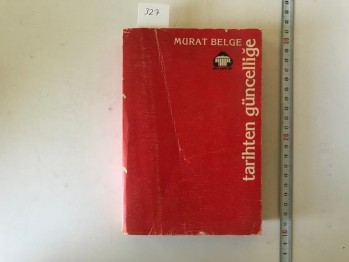 327
MURAT BELGE
tarihten güncelliğe